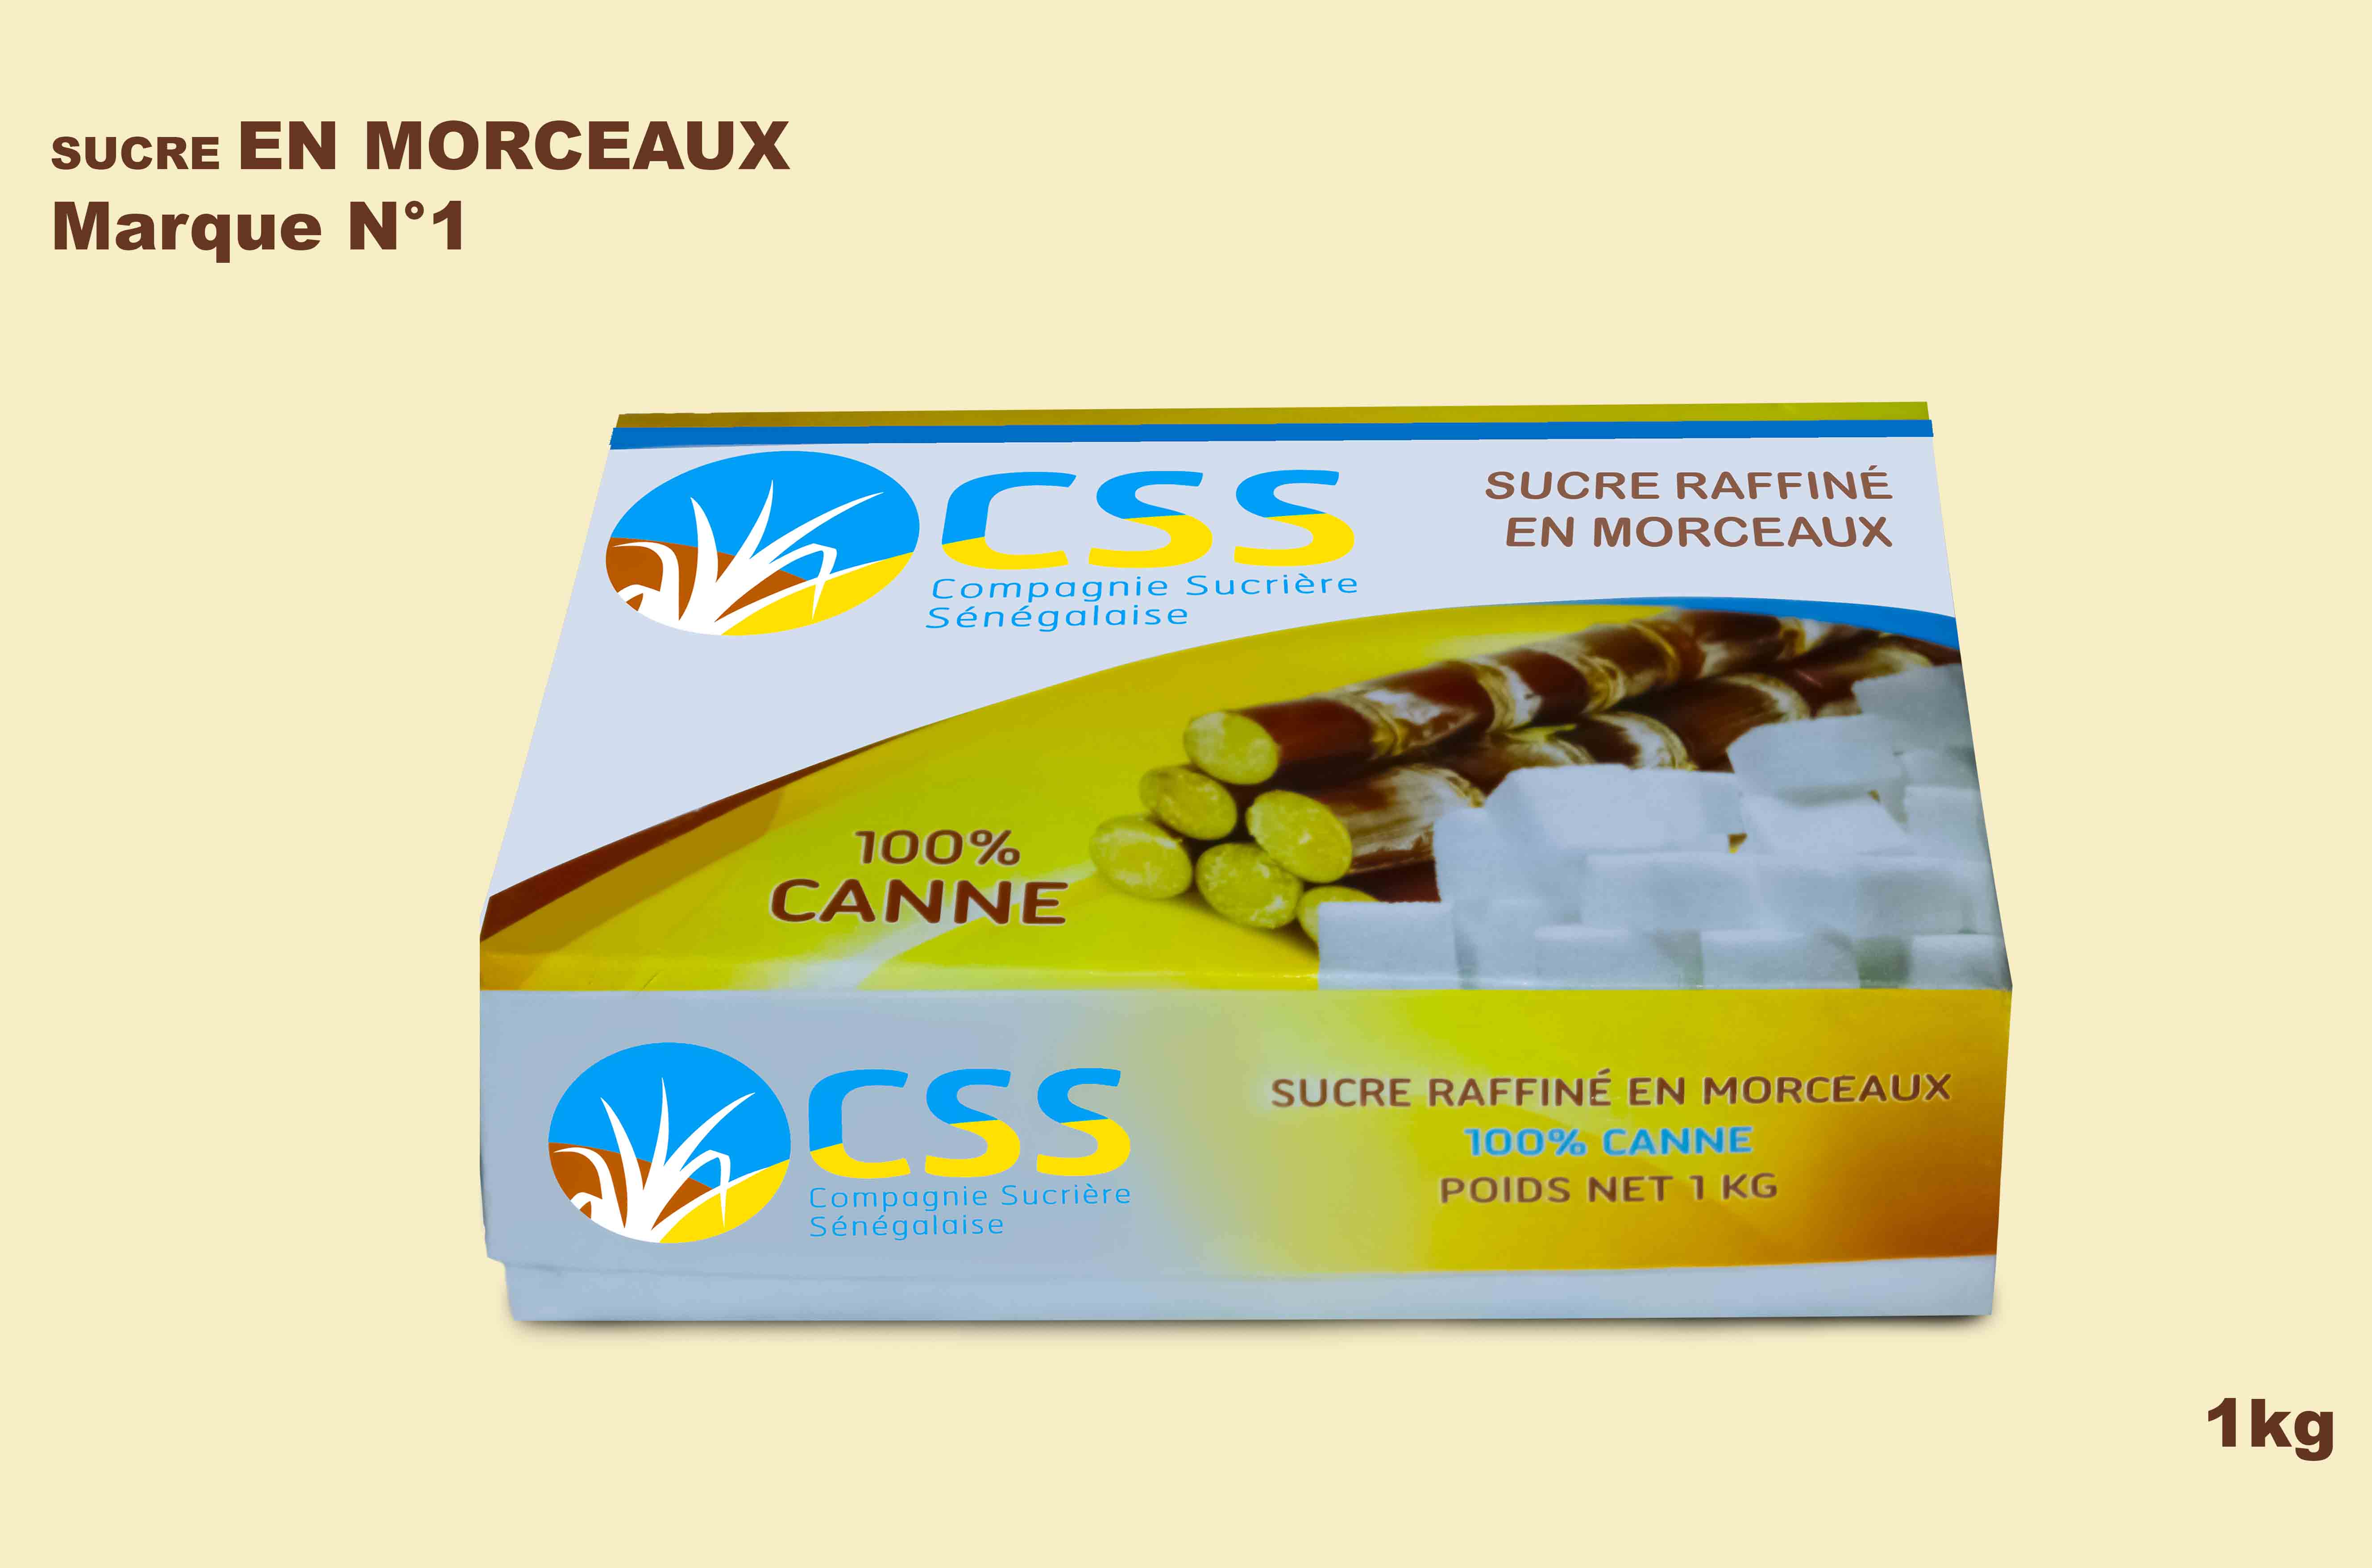 SUCRE EN MORCEAUX
Marque N°1
CSS
Compagnie Sucrière
Sénégalaise
SUCRE RAFFINÉ
EN MORCEAUX
100%
CANNE
CSS
Compagnie Sucrière
Sénégalaise
SUCRE RAFFINÉ EN MORCEAUX
100% CANNE
POIDS NET 1 KG
1kg